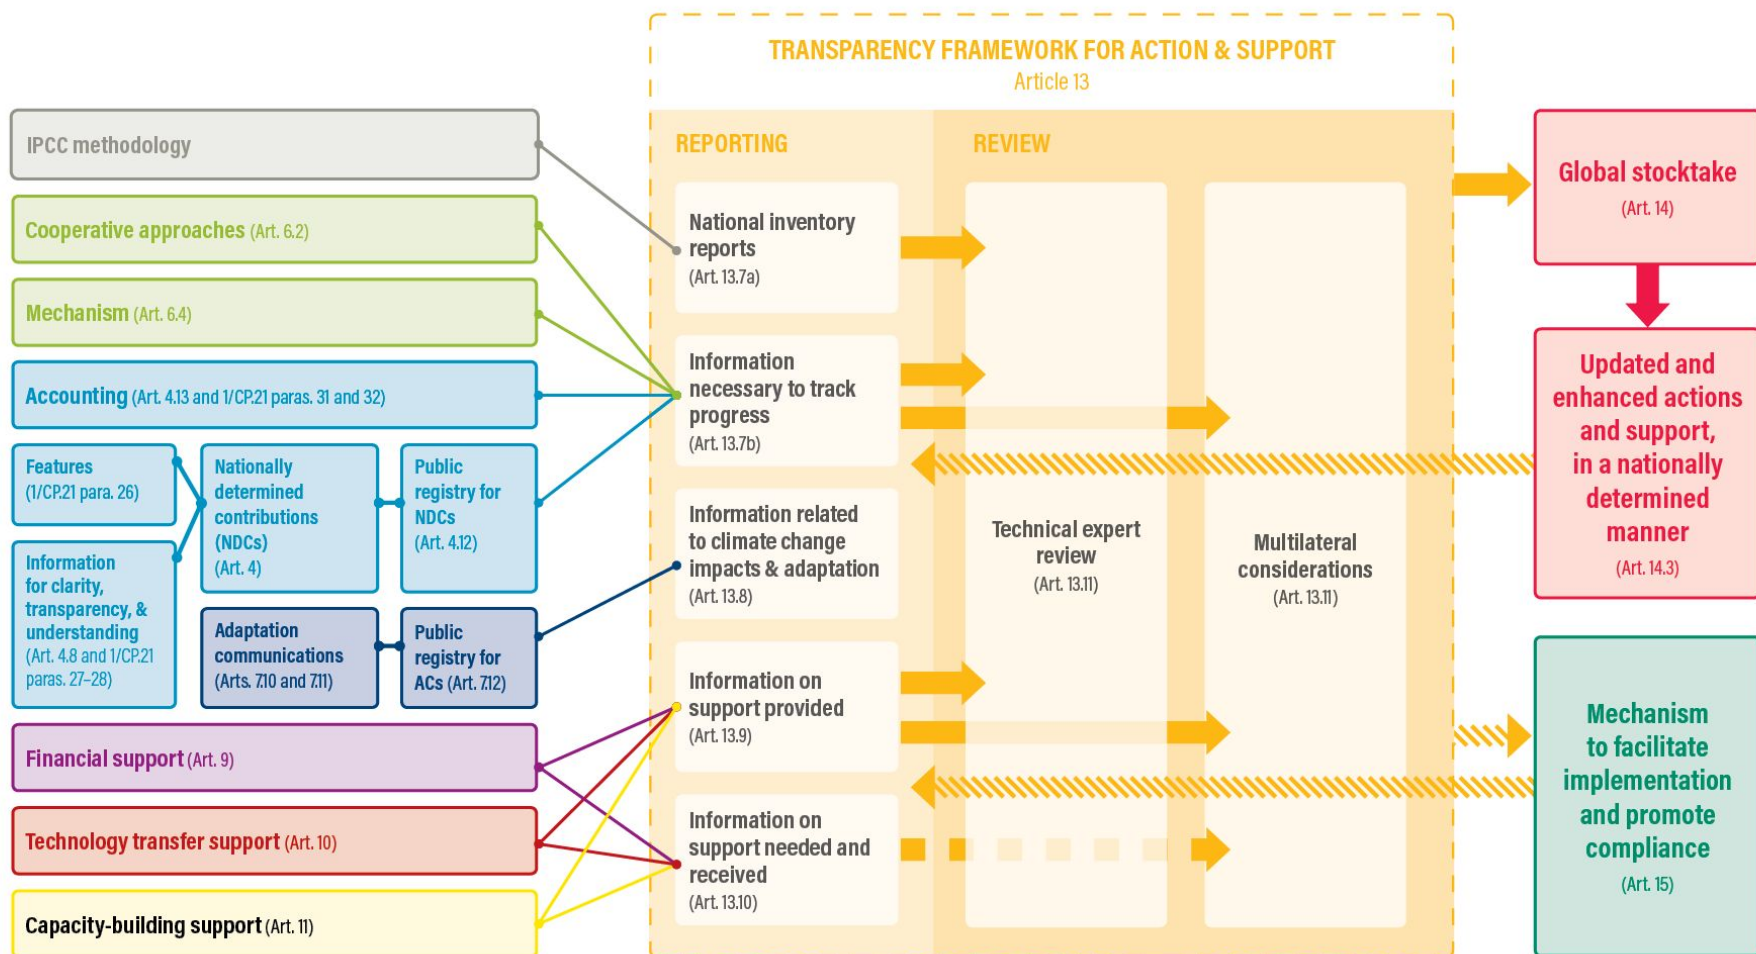 TRANSPARENCY FRAMEWORK FOR ACTION & SUPPORT
Article 13
IPCC methodology
Cooperative approaches (Art. 6.2)
Mechanism (Art. 6.4)
Accounting (Art. 4.13 and 1/CP.21 paras. 31 and 32)
Features
(1/CP.21 para. 26)
Information
for clarity,
transparency, &
understanding
(Art. 4.8 and 1/CP.21
paras. 27–28)
Nationally
determined
contributions
(NDCs)
(Art. 4)
Public
registry for
NDCs
(Art. 4.12)
Adaptation
communications
(Arts. 7.10 and 7.11)
Public
registry for
ACs (Art. 7.12)
Financial support (Art. 9)
Technology transfer support (Art. 10)
Capacity-building support (Art. 11)
REPORTING
National inventory
reports
(Art. 13.7a)
Information
necessary to track
progress
(Art. 13.7b)
Information related
to climate change
impacts & adaptation
(Art. 13.8)
Information on
support provided
(Art. 13.9)
Information on
support needed and
received
(Art. 13.10)
REVIEW
Technical expert
review
(Art. 13.11)
Multilateral
considerations
(Art. 13.11)
Global stocktake
(Art. 14)
Updated and
enhanced actions
and support,
in a nationally
determined
manner
(Art. 14.3)
Mechanism
to facilitate
implementation
and promote
compliance
(Art. 15)